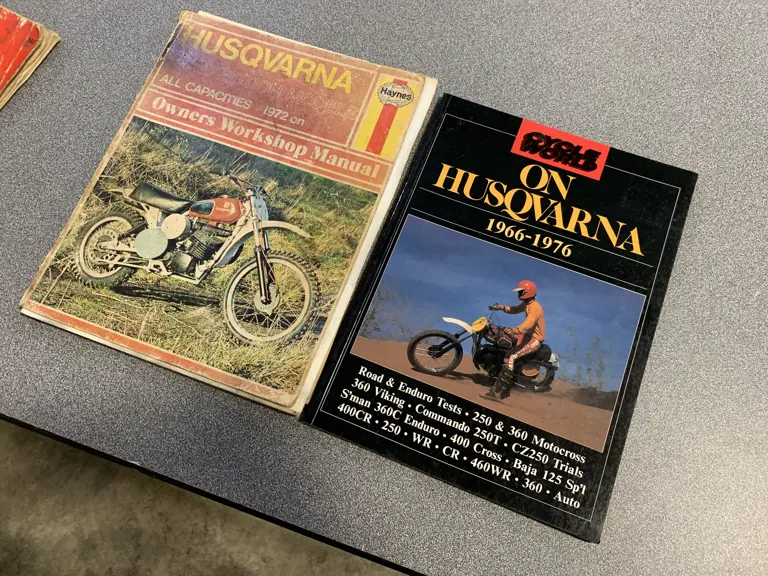 HUSQVARNA
COMPETITION MODELS
ALL CAPACITIES 1972 on
Haynes
Owners Workshop Manual
CYCLE
WORLD
ON
HUSQVARNA
1966-1976
Road & Enduro Tests · 250 & 360 Motocross
360 Viking · Commando 250T · CZ250 Trials
S'man 360C Enduro · 400 Cross · Baja 125 Sp'l
400CR · 250 · WR · CR · 460WR · 360 · Auto